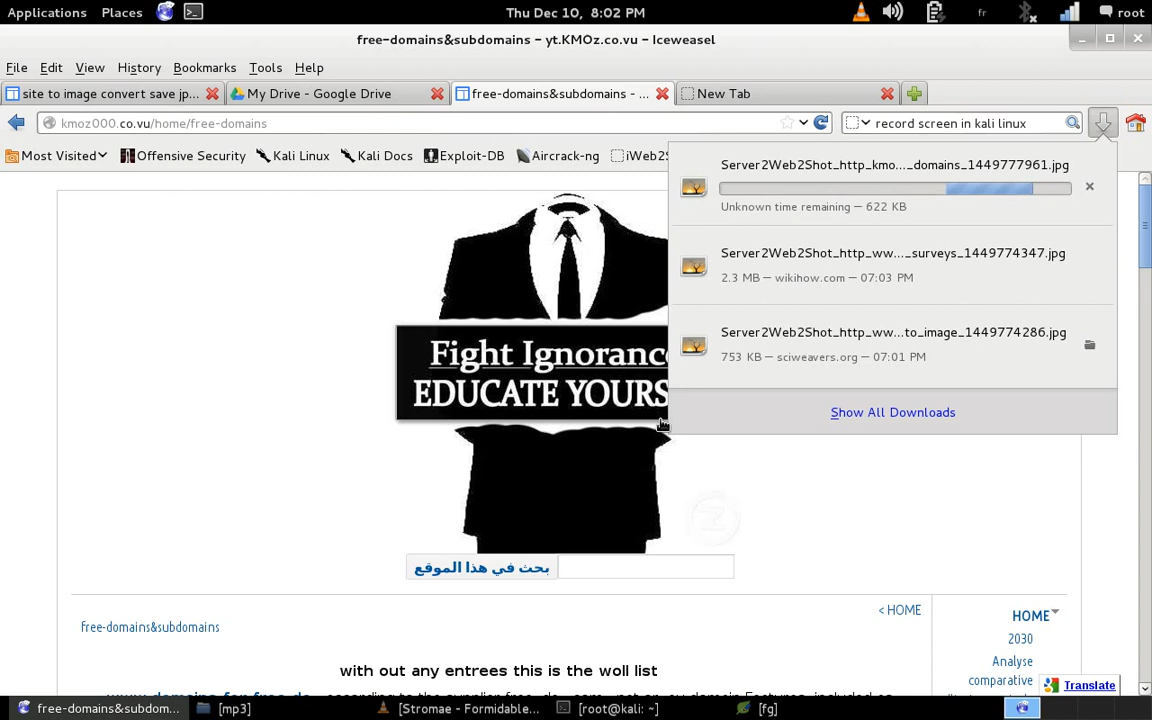 Applications Places Thu Dec 10, 8:02 PM fr root
free-domains&subdomains - yt.KMOz.co.vu - Iceweasel
File Edit View History Bookmarks Tools Help
site to image convert save jp... My Drive - Google Drive free-domains&subdomains - ... New Tab
kmoz000.co.vu/home/free-domains record screen in kali linux
Most Visited Offensive Security Kali Linux Kali Docs Exploit-DB Aircrack-ng iWeb2S
Server2Web2Shot_http_kmo..._domains_1449777961.jpg
Unknown time remaining — 622 KB
Server2Web2Shot_http_ww..._surveys_1449774347.jpg
2.3 MB — wikihow.com — 07:03 PM
Server2Web2Shot_http_ww...to_image_1449774286.jpg
753 KB — sciweavers.org — 07:01 PM
Show All Downloads
Fight Ignorance
EDUCATE YOURS
بحث في هذا الموقع
< HOME
free-domains&subdomains
HOME
2030
Analyse
comparative
with out any entrees this is the woll list
Translate
free-domains&subdom... [mp3] [Stromae - Formidable... [root@kali: ~] [fg]